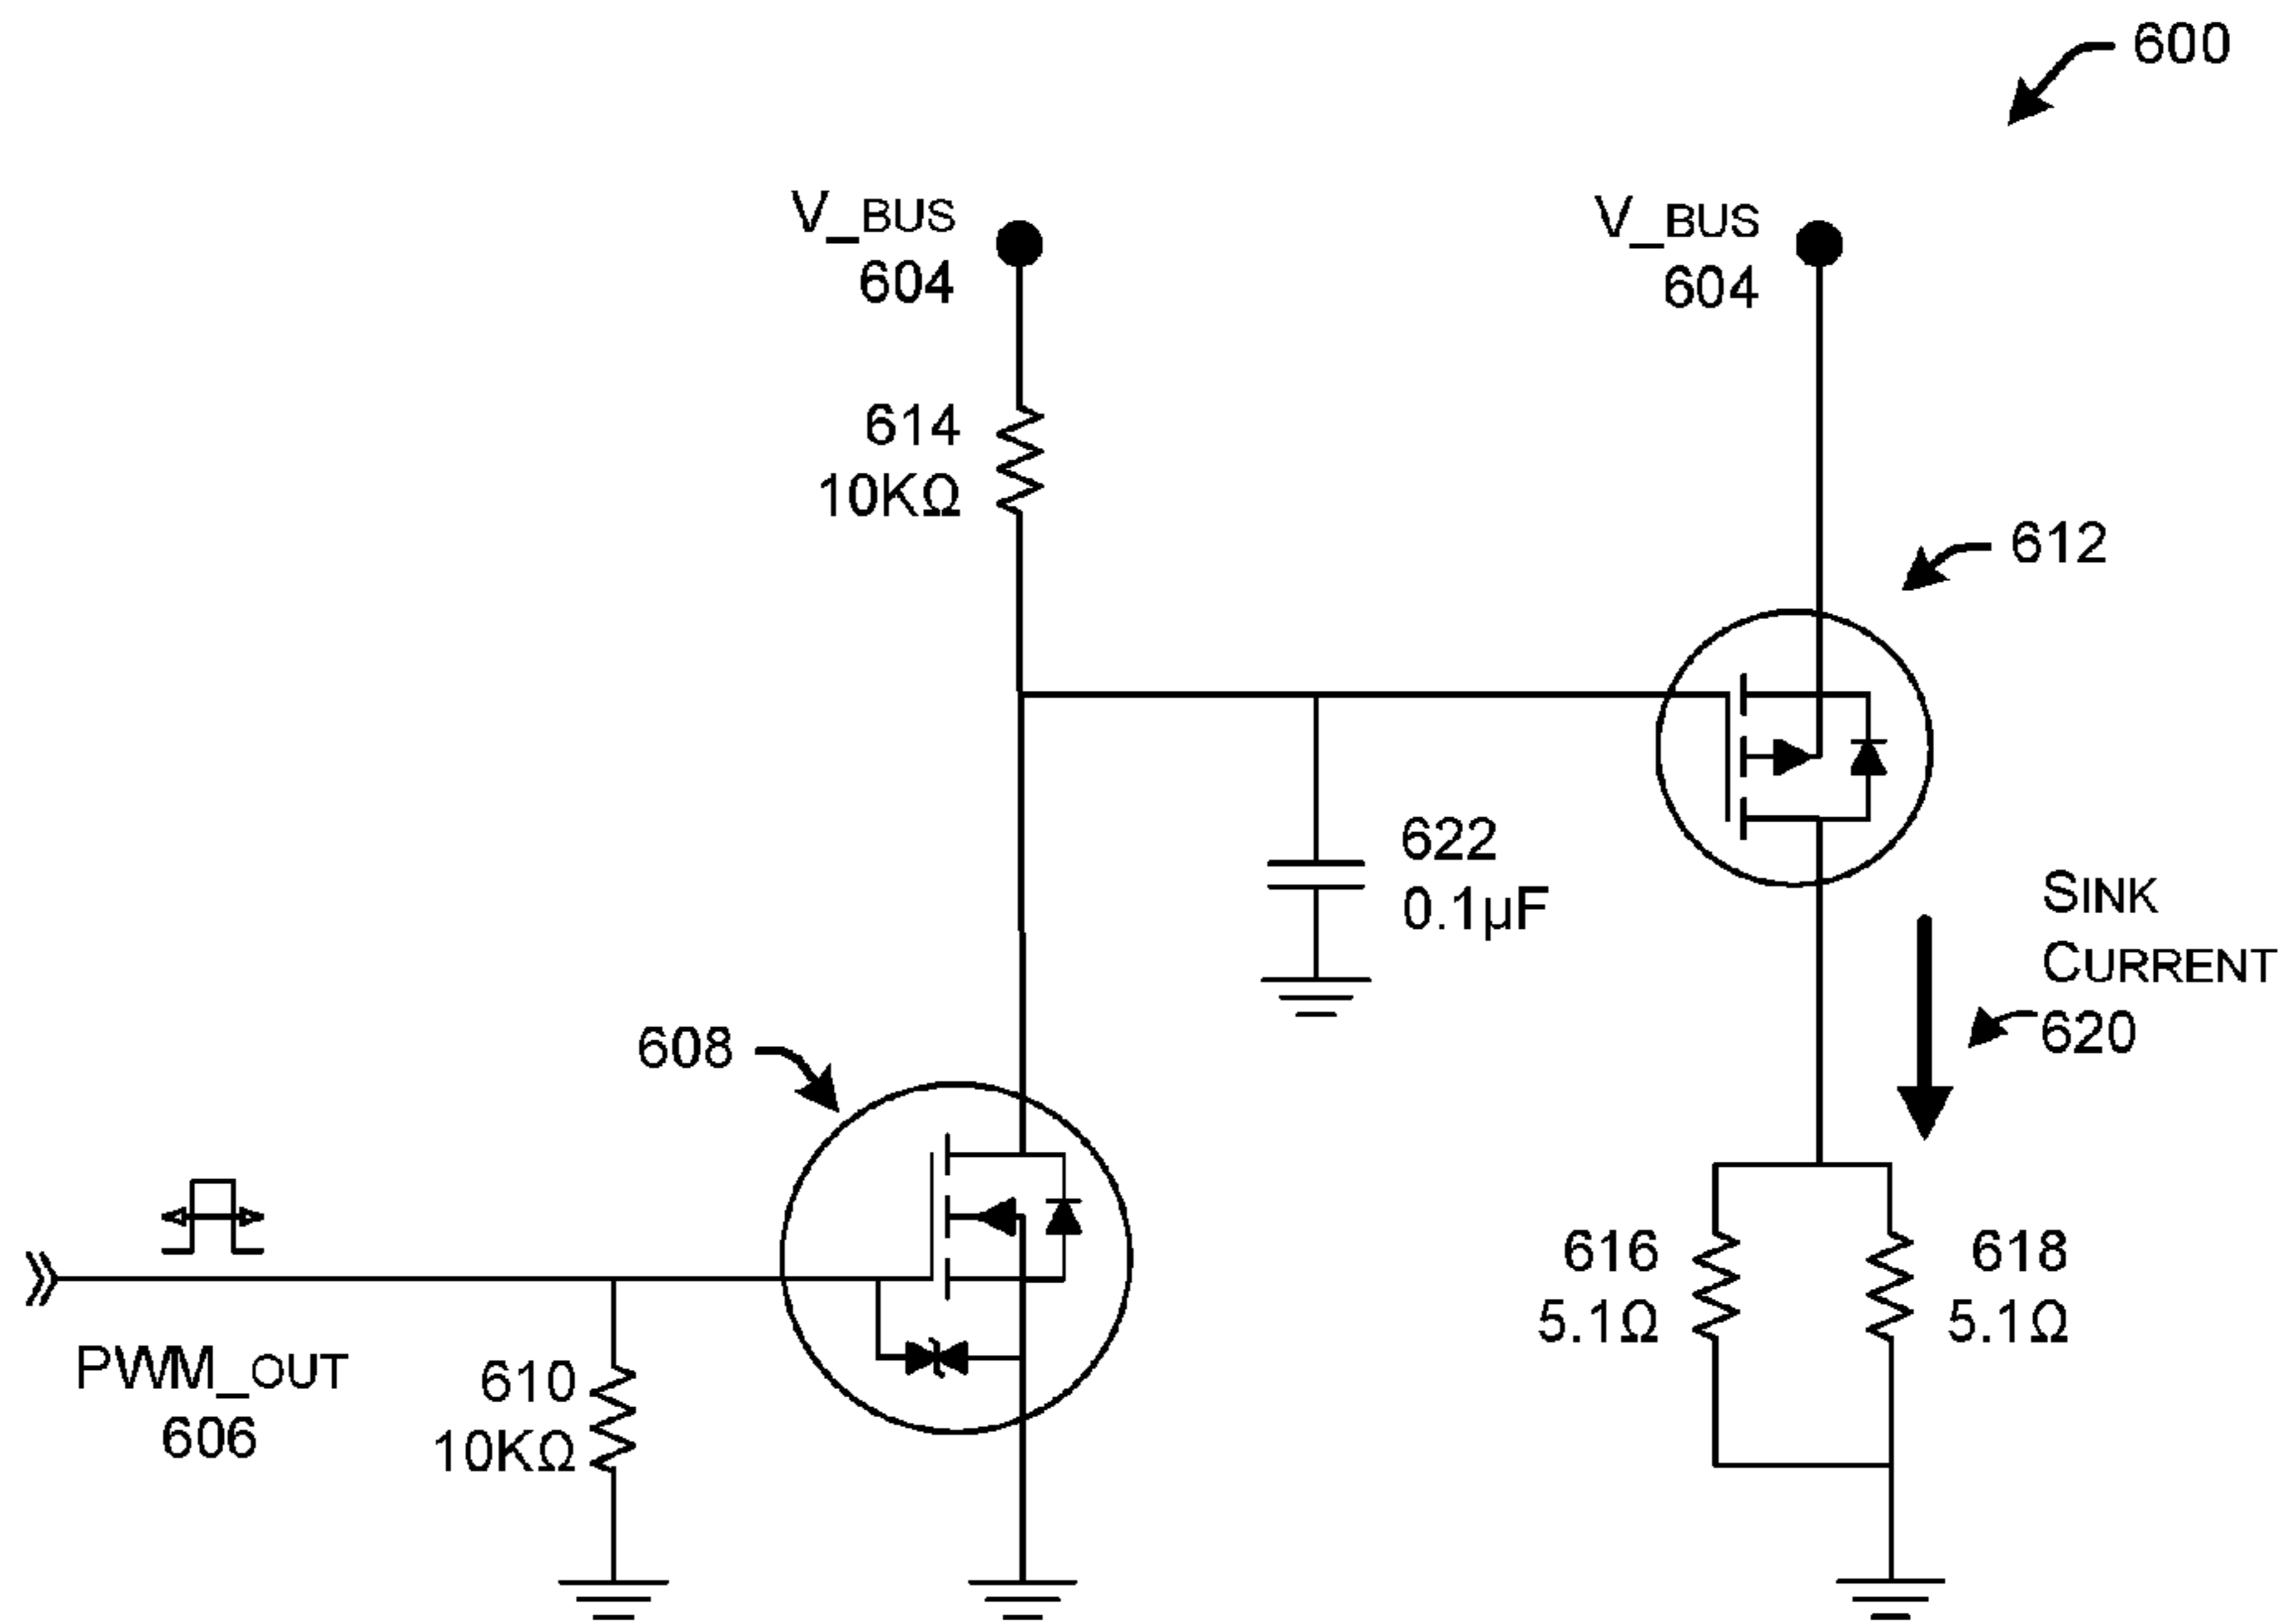 600
V_BUS
604
V_BUS
604
614
10KΩ
612
622
0.1µF
SINK
CURRENT
620
608
PWM_OUT
606
610
10KΩ
616
5.1Ω
618
5.1Ω